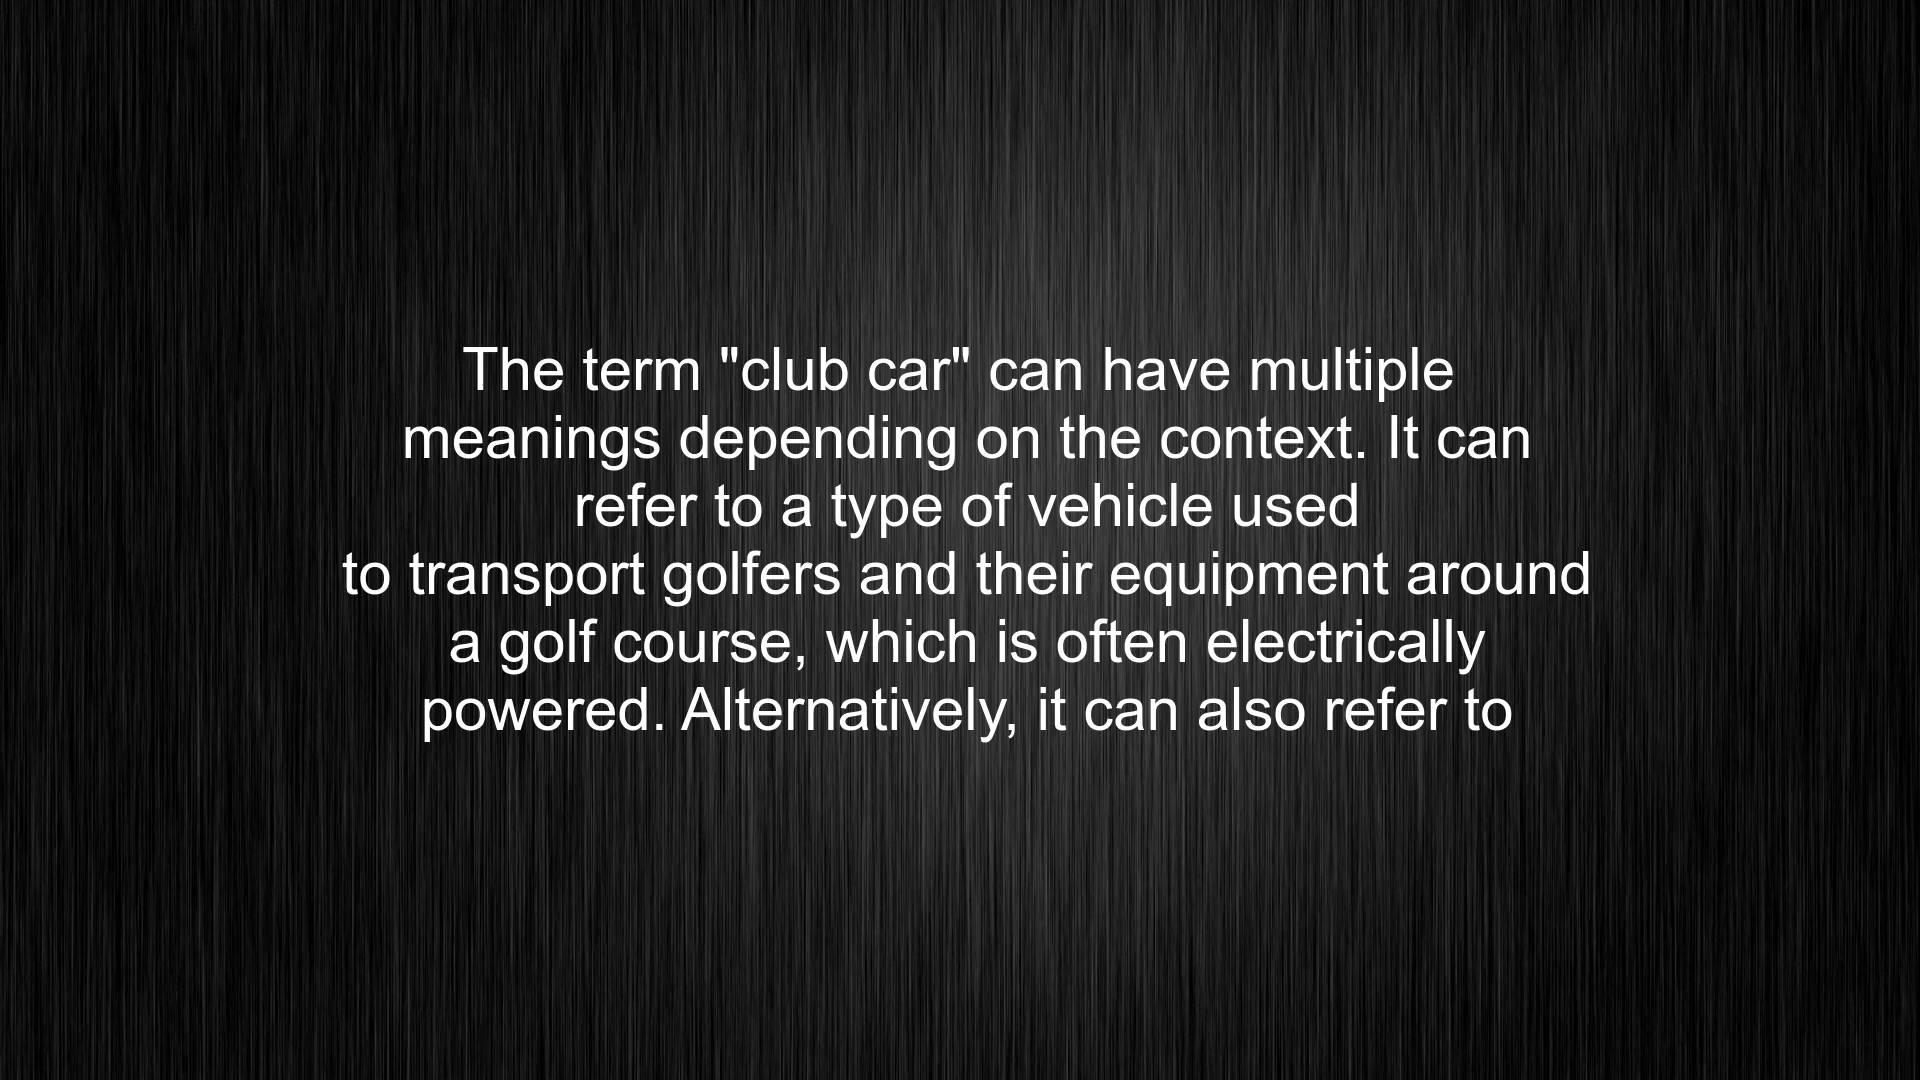 The term "club car" can have multiple
meanings depending on the context. It can
refer to a type of vehicle used
to transport golfers and their equipment around
a golf course, which is often electrically
powered. Alternatively, it can also refer to